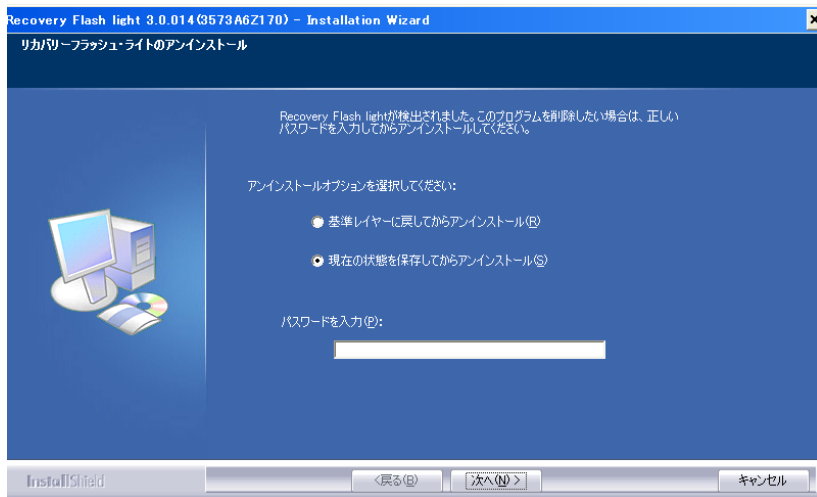 Recovery Flash light 3.0.014(3573A6Z170) - Installation Wizard
リカバリーフラッシュ・ライトのアンインストール
Recovery Flash lightが検出されました。このプログラムを削除したい場合は、正しい
パスワードを入力してからアンインストールしてください。
アンインストールオプションを選択してください:
基準レイヤーに戻してからアンインストール(R)
現在の状態を保存してからアンインストール(S)
パスワードを入力(P):
InstallShield
<戻る(B)
次へ(N) >
キャンセル